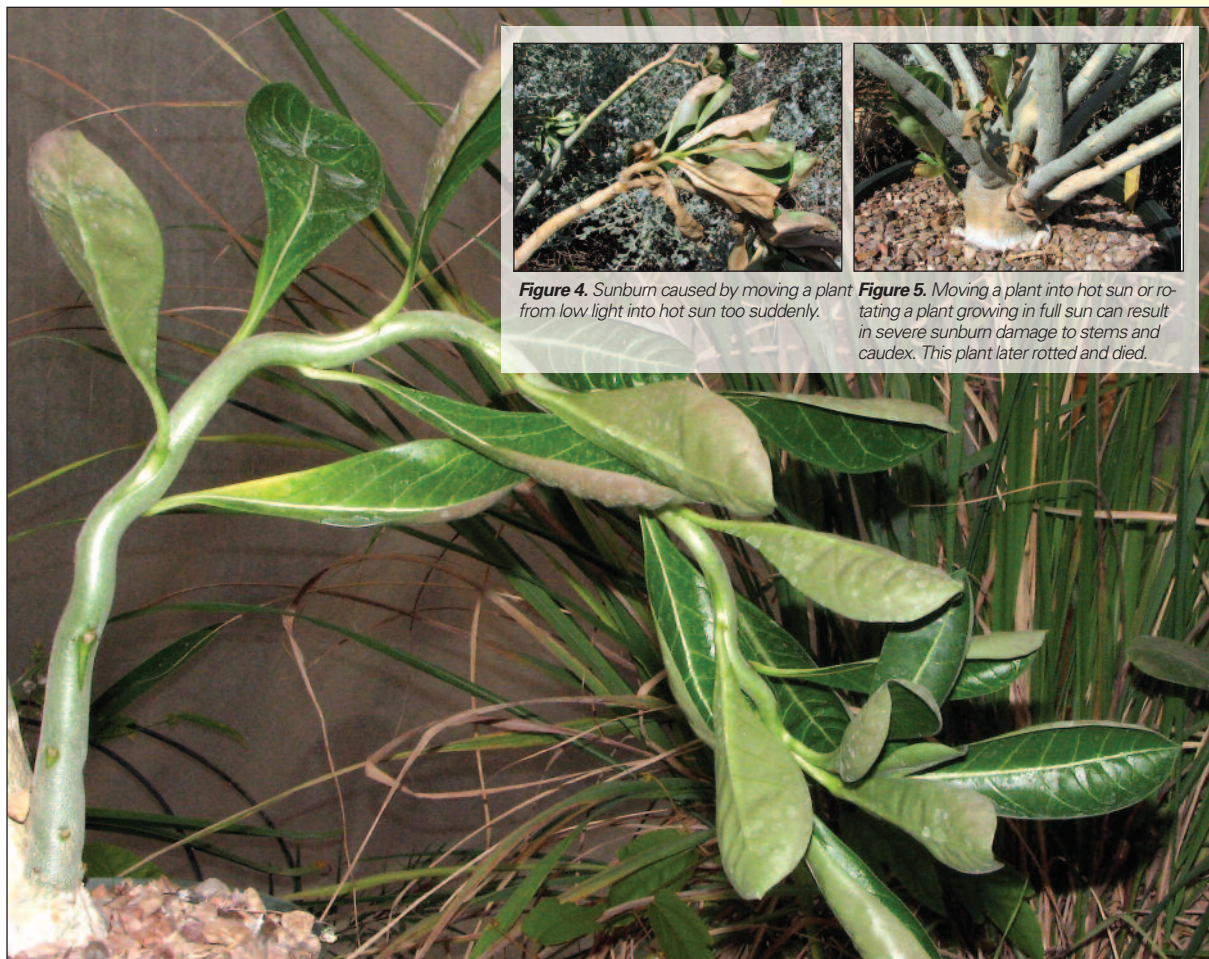 Figure 4. Sunburn caused by moving a plant
from low light into hot sun too suddenly.
Figure 5. Moving a plant into hot sun or ro-
tating a plant growing in full sun can result
in severe sunburn damage to stems and
caudex. This plant later rotted and died.